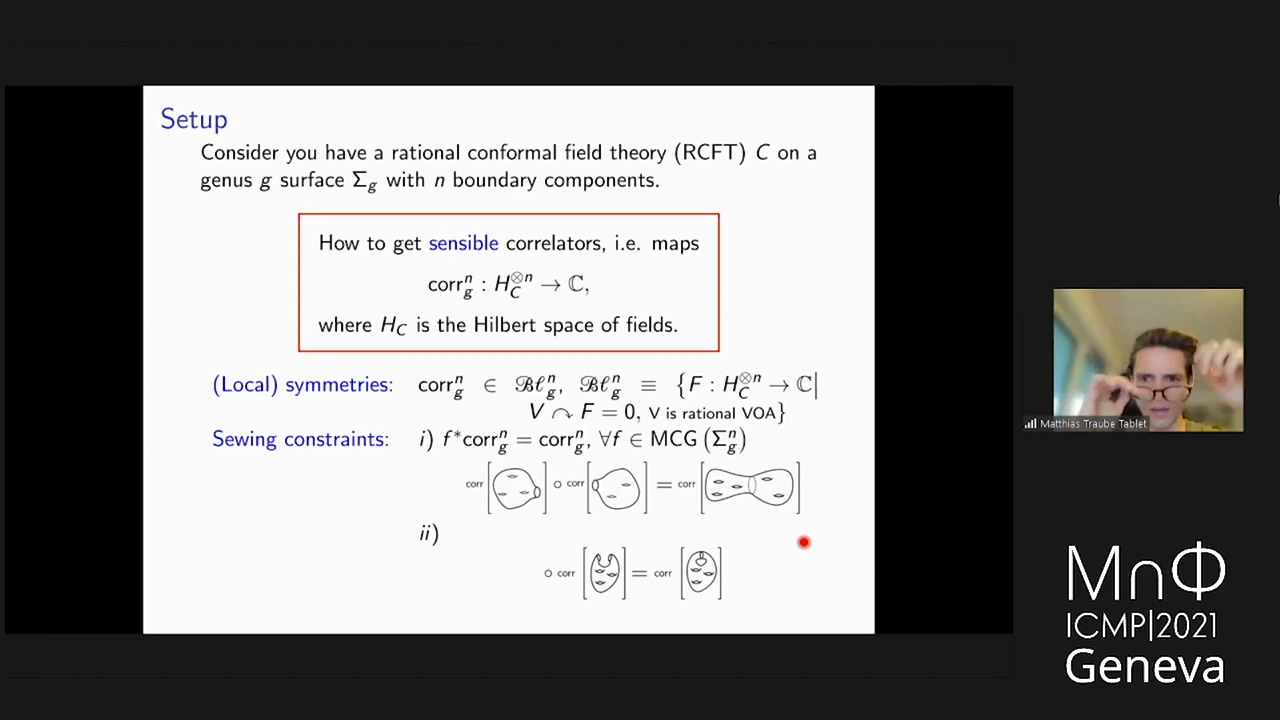 Setup
Consider you have a rational conformal field theory (RCFT) C on a
genus g surface Σ_g with n boundary components.
How to get sensible correlators, i.e. maps
corr^n_g : H_C^{⊗n} → ℂ,
where H_C is the Hilbert space of fields.
(Local) symmetries: corr^n_g ∈ ℬℓ^n_g, ℬℓ^n_g ≡ {F : H_C^{⊗n} → ℂ|
V ↷ F = 0, V is rational VOA}
Sewing constraints: i) f*corr^n_g = corr^n_g, ∀f ∈ MCG (Σ^n_g)
corr [ ] ∘ corr [ ] = corr [ ]
ii)
∘ corr [ ] = corr [ ]
Matthias Traube Tablet
M∩Φ
ICMP|2021
Geneva